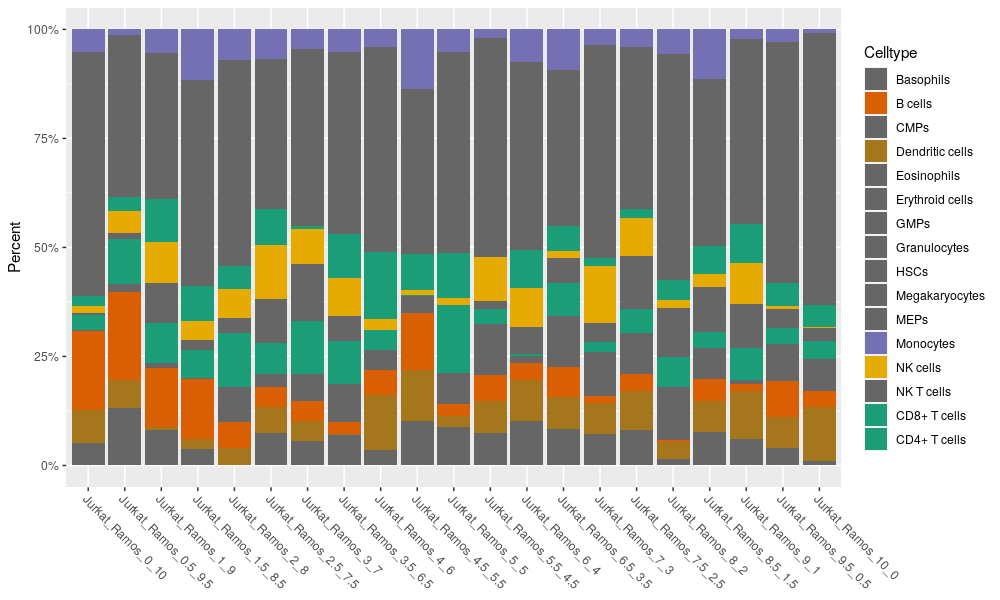 Percent
100%
75%
50%
25%
0%
Jurkat_Ramos_0_10
Jurkat_Ramos_0.5_9.5
Jurkat_Ramos_1_9
Jurkat_Ramos_1.5_8.5
Jurkat_Ramos_2_8
Jurkat_Ramos_2.5_7.5
Jurkat_Ramos_3_7
Jurkat_Ramos_3.5_6.5
Jurkat_Ramos_4_6
Jurkat_Ramos_4.5_5.5
Jurkat_Ramos_5_5
Jurkat_Ramos_5.5_4.5
Jurkat_Ramos_6_4
Jurkat_Ramos_6.5_3.5
Jurkat_Ramos_7_3
Jurkat_Ramos_7.5_2.5
Jurkat_Ramos_8_2
Jurkat_Ramos_8.5_1.5
Jurkat_Ramos_9_1
Jurkat_Ramos_9.5_0.5
Jurkat_Ramos_10_0
Celltype
Basophils
B cells
CMPs
Dendritic cells
Eosinophils
Erythroid cells
GMPs
Granulocytes
HSCs
Megakaryocytes
MEPs
Monocytes
NK cells
NK T cells
CD8+ T cells
CD4+ T cells